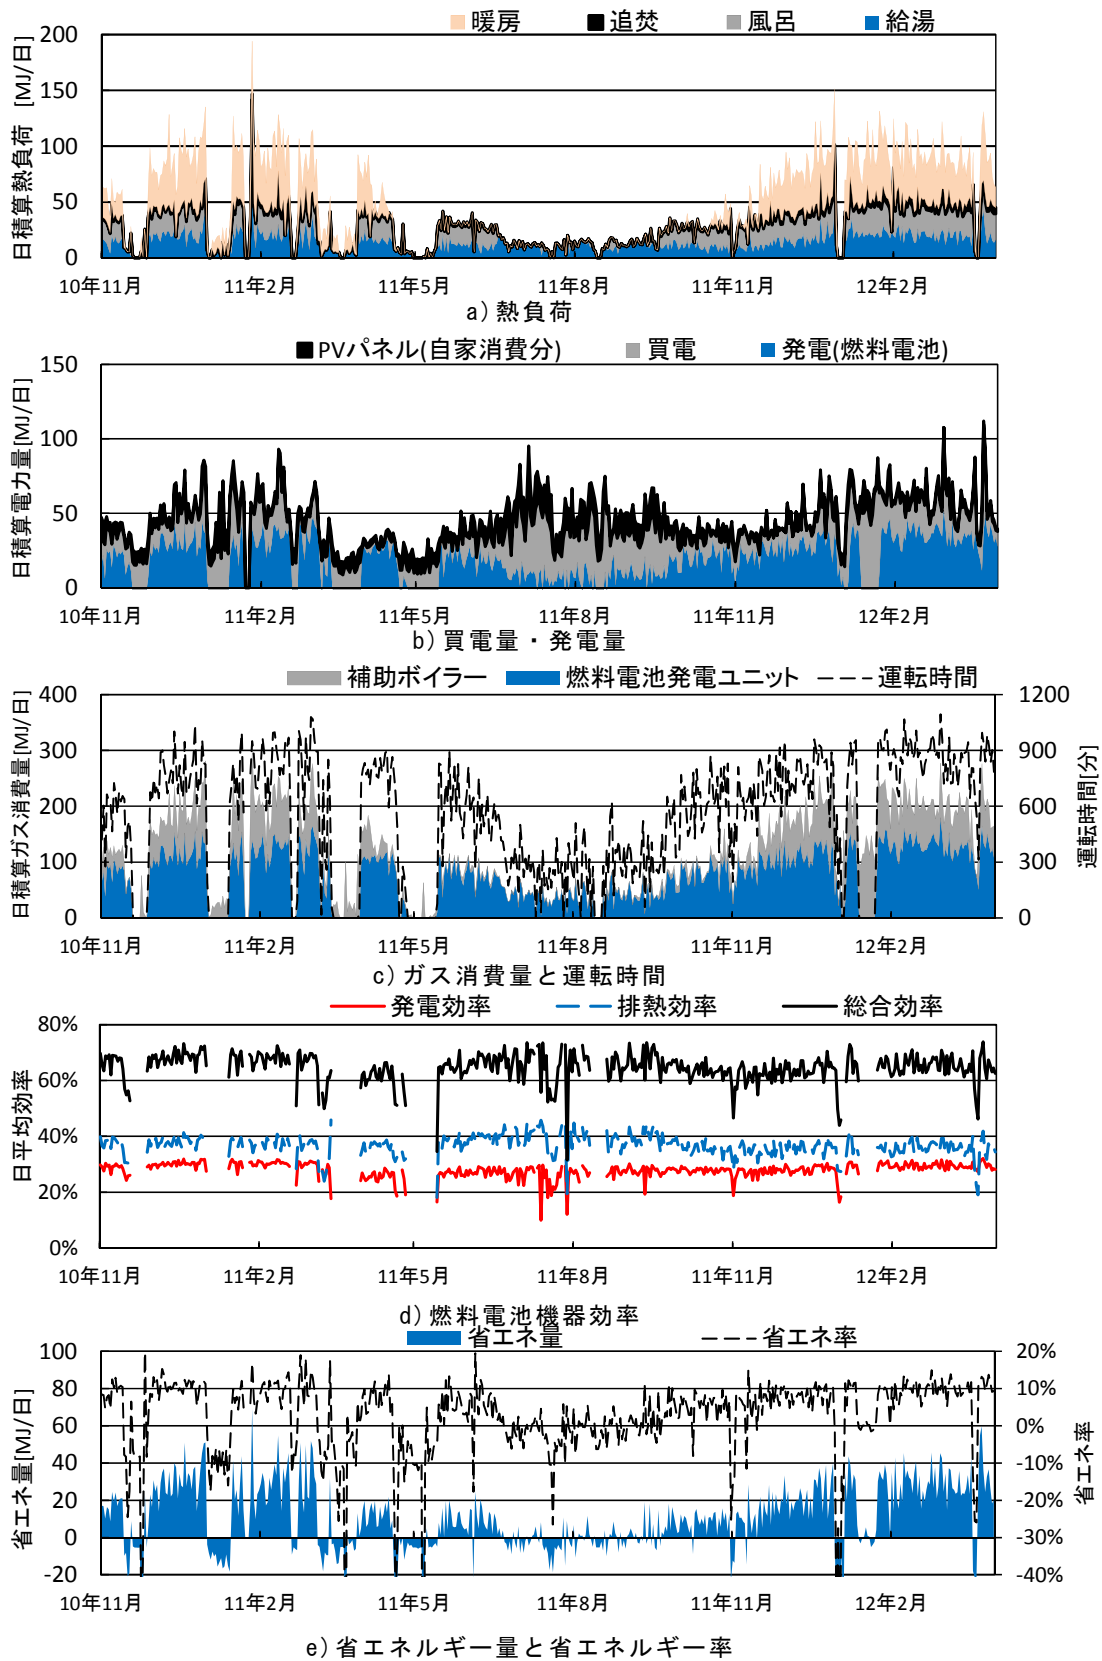 暖房 追焚 風呂 給湯
日積算熱負荷 [MJ/日]
200
150
100
50
0
10年11月 11年2月 11年5月 11年8月 11年11月 12年2月
a)熱負荷
PVパネル(自家消費分) 買電 発電(燃料電池)
日積算電力量[MJ/日]
150
100
50
0
10年11月 11年2月 11年5月 11年8月 11年11月 12年2月
b)買電量・発電量
補助ボイラー 燃料電池発電ユニット 運転時間
日積算ガス消費量[MJ/日]
400
300
200
100
0
1200
900
600
300
0
運転時間[分]
10年11月 11年2月 11年5月 11年8月 11年11月 12年2月
c)ガス消費量と運転時間
発電効率 排熱効率 総合効率
日平均効率
80%
60%
40%
20%
0%
10年11月 11年2月 11年5月 11年8月 11年11月 12年2月
d)燃料電池機器効率
省エネ量 省エネ率
省エネ量[MJ/日]
100
80
60
40
20
0
-20
20%
10%
0%
-10%
-20%
-30%
-40%
省エネ率
10年11月 11年2月 11年5月 11年8月 11年11月 12年2月
e)省エネルギー量と省エネルギー率